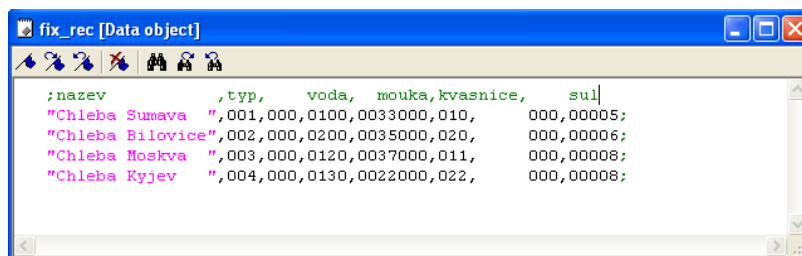 fix_rec [Data object]
;nazev ,typ, voda, mouka,kvasnice, sul
"Chleba Sumava ",001,000,0100,0033000,010, 000,00005;
"Chleba Bilovice",002,000,0200,0035000,020, 000,00006;
"Chleba Moskva ",003,000,0120,0037000,011, 000,00008;
"Chleba Kyjev ",004,000,0130,0022000,022, 000,00008;